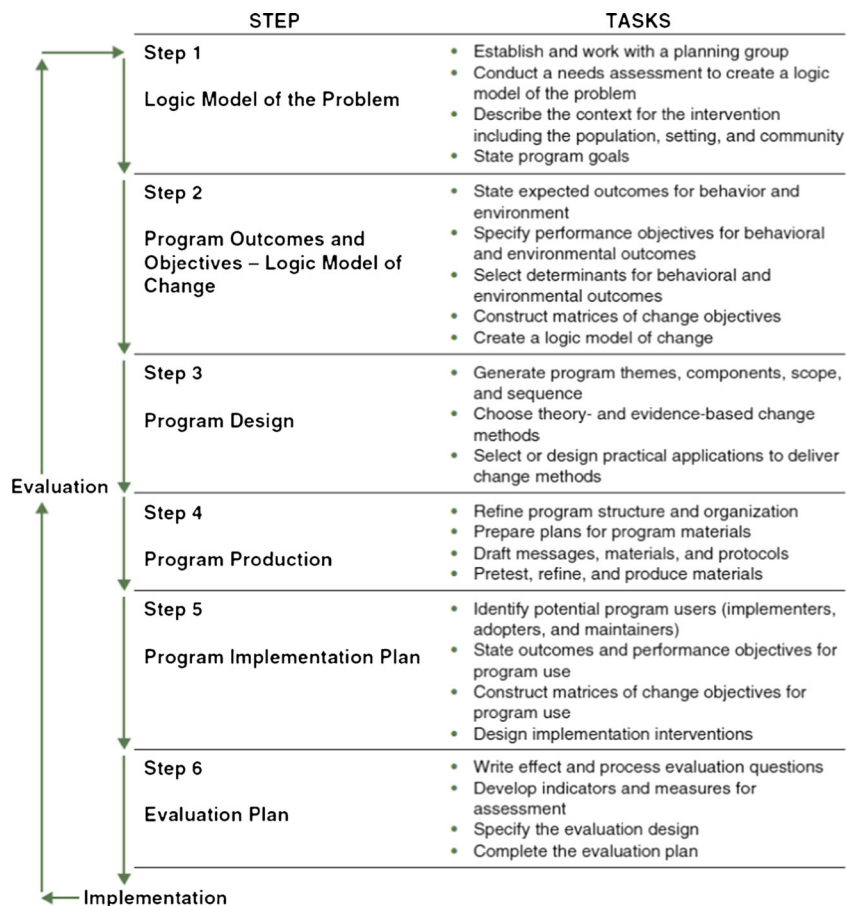 STEP TASKS
Step 1
Logic Model of the Problem
• Establish and work with a planning group
• Conduct a needs assessment to create a logic
model of the problem
• Describe the context for the intervention
including the population, setting, and community
• State program goals
Step 2
Program Outcomes and
Objectives – Logic Model of
Change
• State expected outcomes for behavior and
environment
• Specify performance objectives for behavioral
and environmental outcomes
• Select determinants for behavioral and
environmental outcomes
• Construct matrices of change objectives
• Create a logic model of change
Step 3
Program Design
• Generate program themes, components, scope,
and sequence
• Choose theory- and evidence-based change
methods
• Select or design practical applications to deliver
change methods
Evaluation
Step 4
Program Production
• Refine program structure and organization
• Prepare plans for program materials
• Draft messages, materials, and protocols
• Pretest, refine, and produce materials
Step 5
Program Implementation Plan
• Identify potential program users (implementers,
adopters, and maintainers)
• State outcomes and performance objectives for
program use
• Construct matrices of change objectives for
program use
• Design implementation interventions
Step 6
Evaluation Plan
• Write effect and process evaluation questions
• Develop indicators and measures for
assessment
• Specify the evaluation design
• Complete the evaluation plan
Implementation